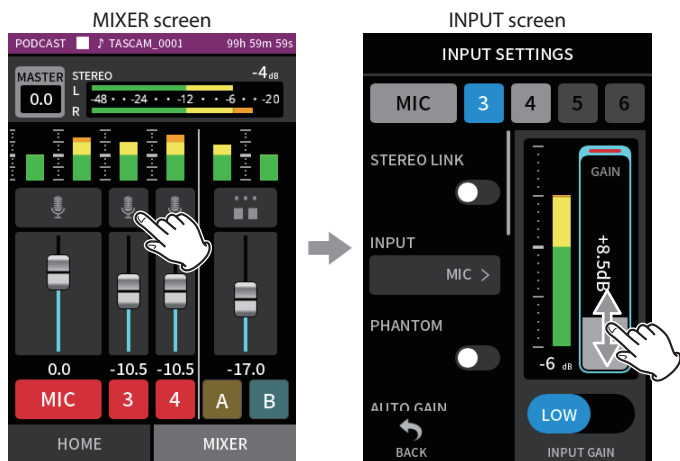 MIXER screen
PODCAST ♪ TASCAM_0001 99h 59m 59s
MASTER
0.0
STEREO -4dB
L
-48 · · -24 · · -12 · · -6 · · -20
R
0.0 -10.5 -10.5 -17.0
MIC 3 4 A B
HOME MIXER
INPUT screen
INPUT SETTINGS
MIC 3 4 5 6
STEREO LINK
INPUT
MIC >
PHANTOM
AUTO GAIN
BACK
GAIN
+8.5dB
-6 dB
LOW
INPUT GAIN